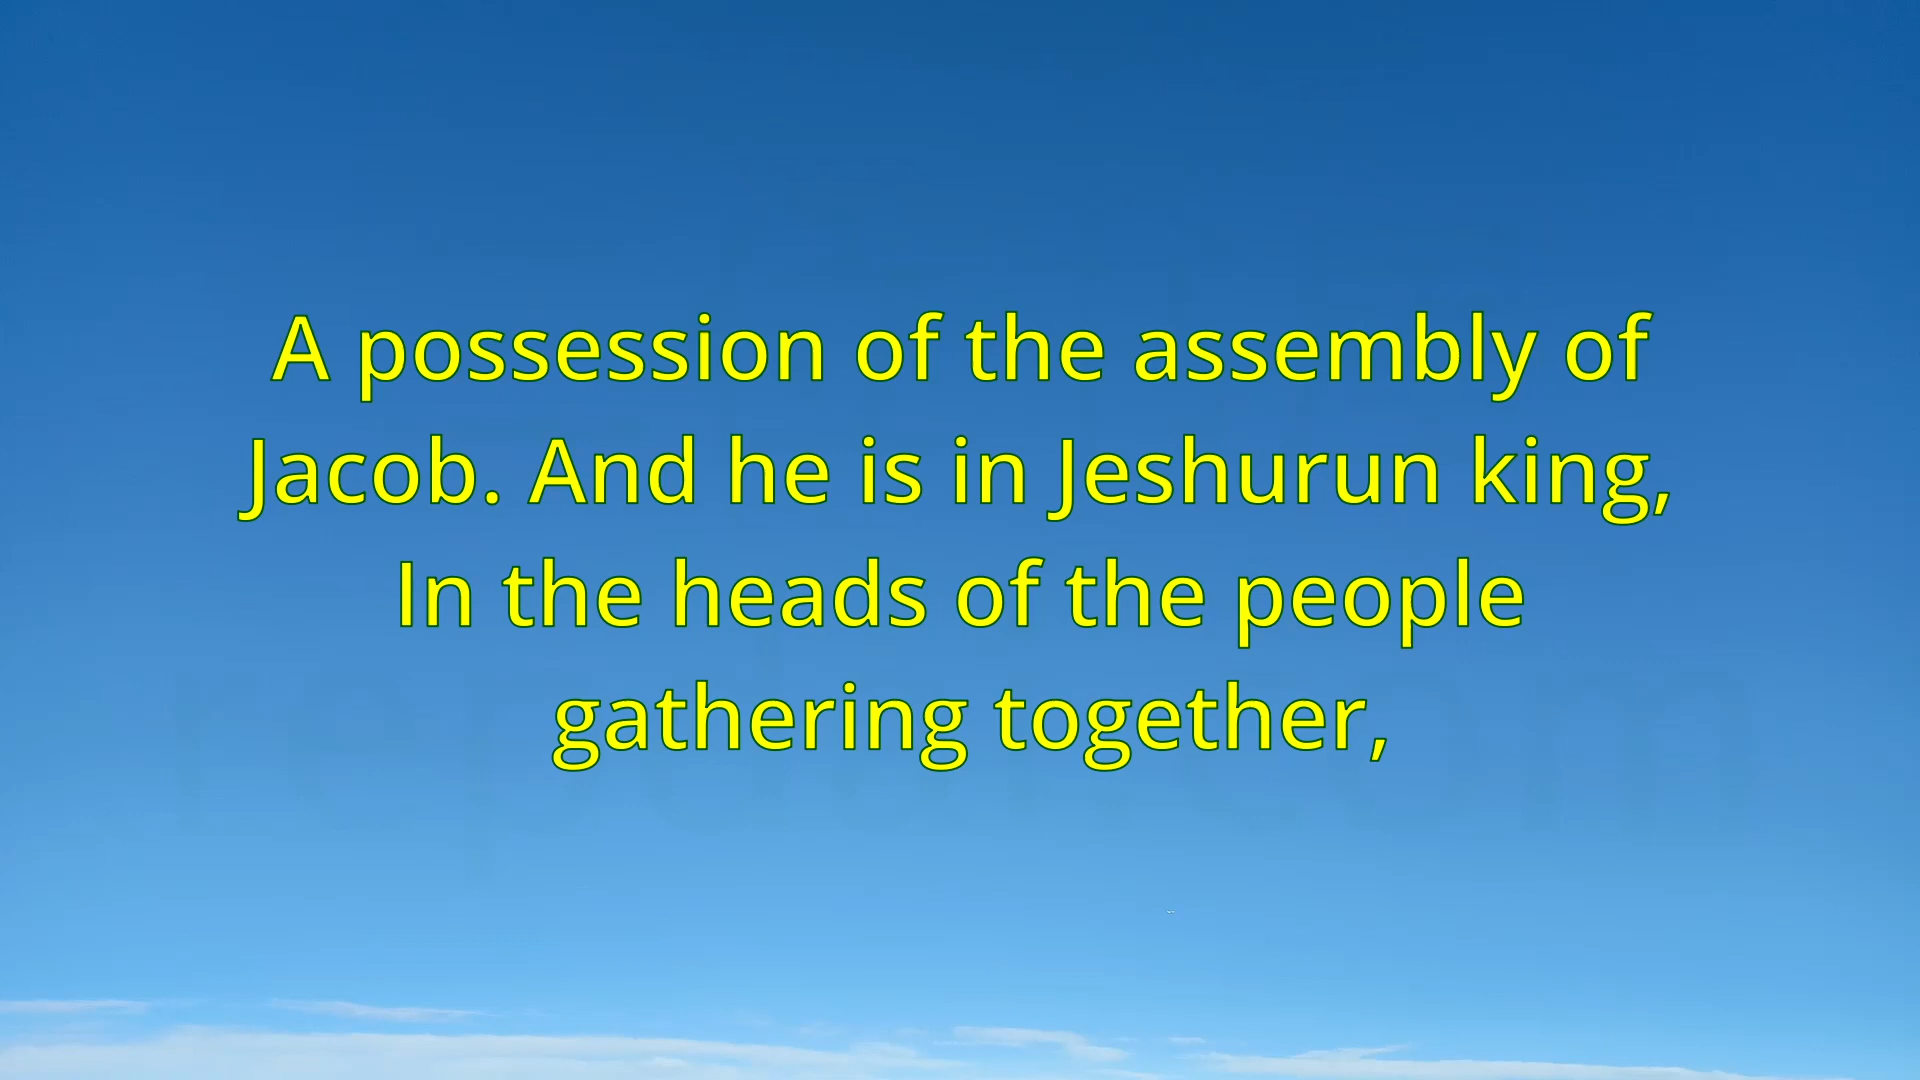 A possession of the assembly of
Jacob. And he is in Jeshurun king,
In the heads of the people
gathering together,